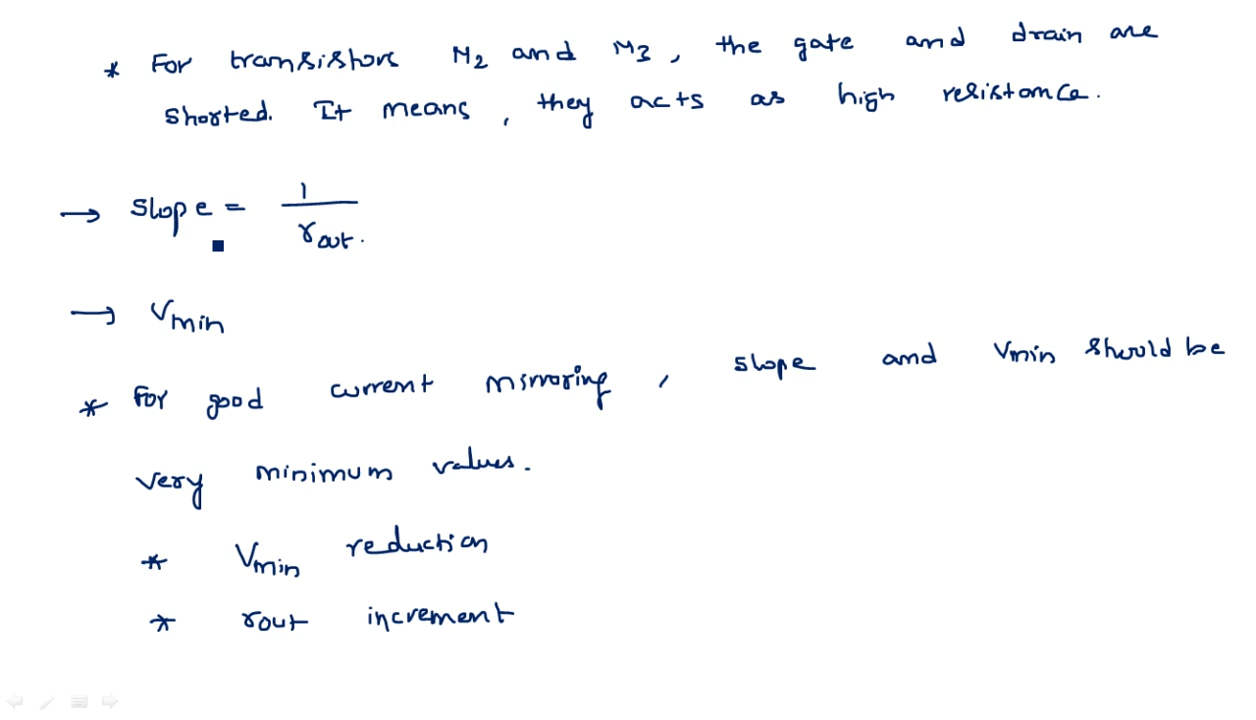 * For transistors M2 and M3, the gate and drain are
shorted. It means, they acts as high resistance.
→ Slope = 1 / rout.
→ Vmin
* For good current mirroring, slope and Vmin should be
very minimum values.
* Vmin reduction
* rout increment